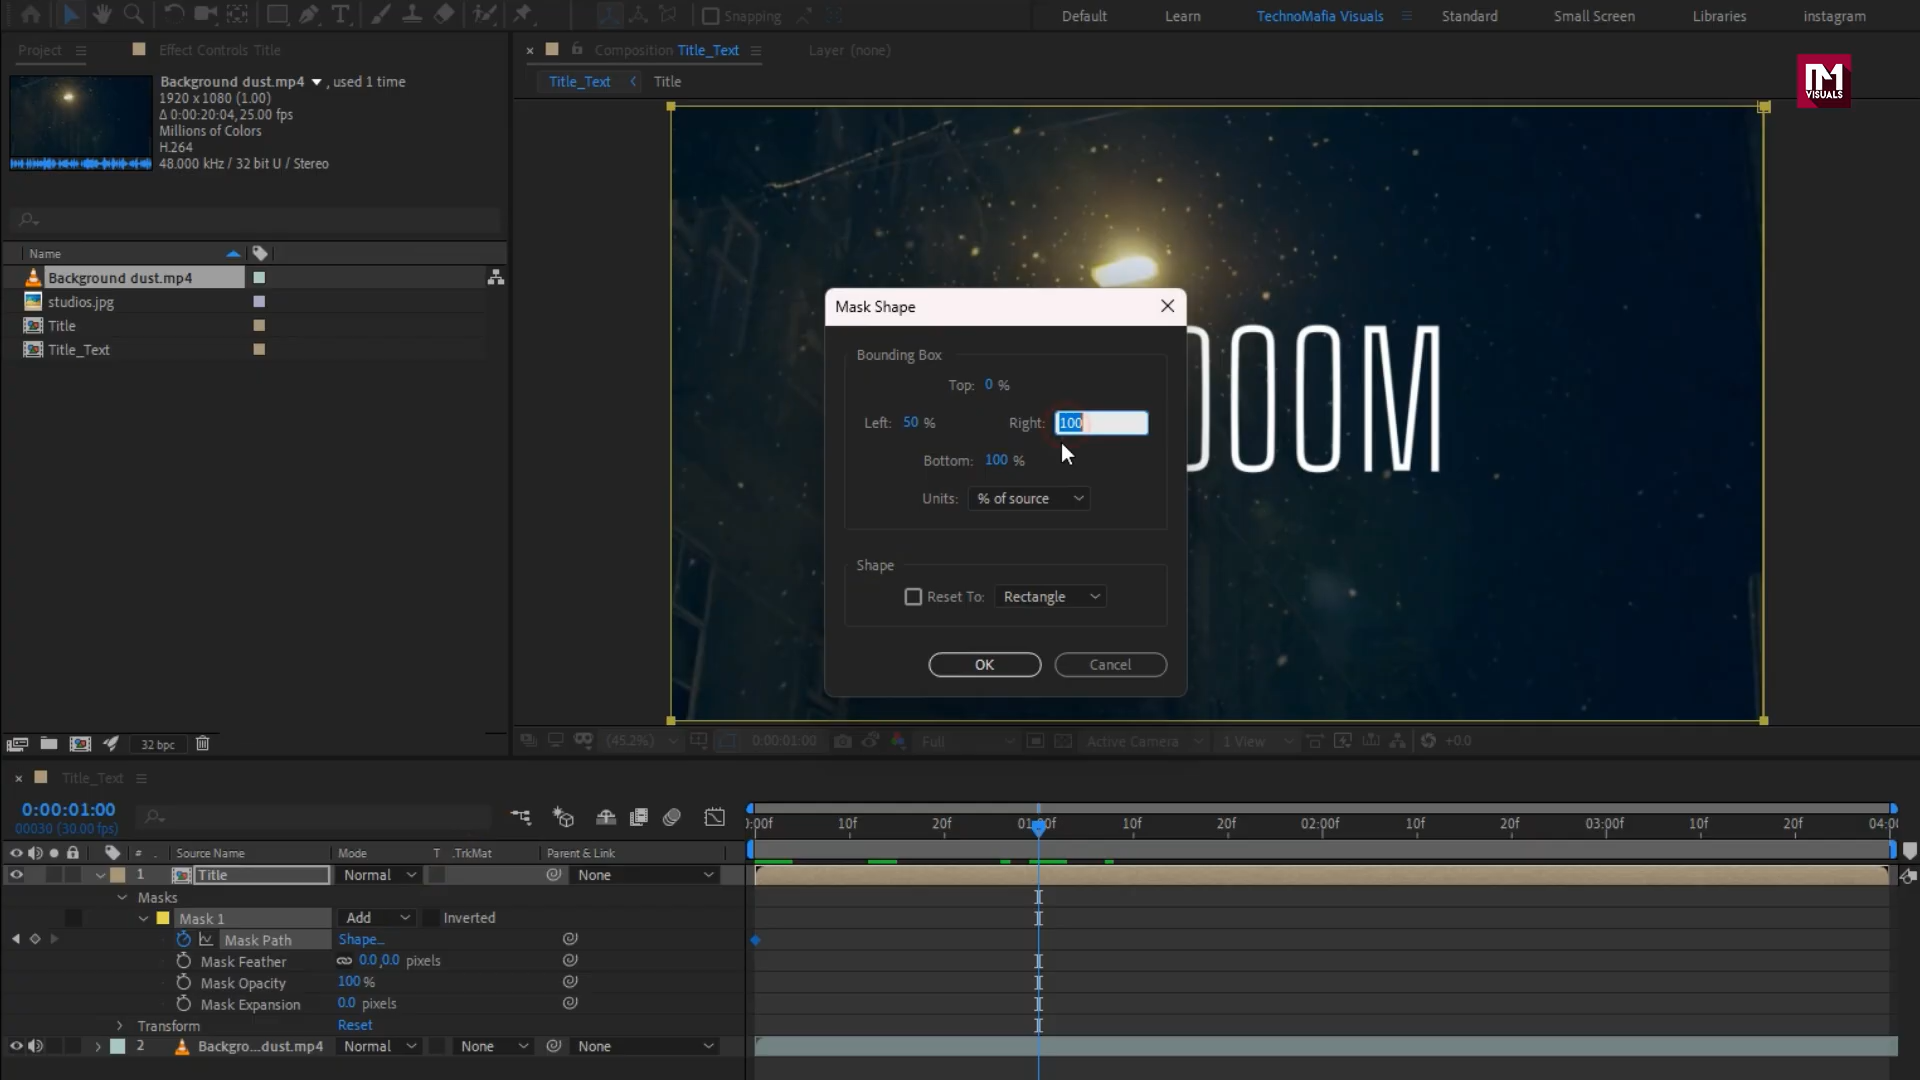 Snapping
Default
Learn
TechnoMafia Visuals
Standard
Small Screen
Libraries
instagram
Project
Effect Controls Title
Composition Title_Text
Layer (none)
Title_Text
Title
M
VISUALS
Background dust.mp4 , used 1 time
1920 x 1080 (1.00)
Δ 0:00:20:04, 25.00 fps
Millions of Colors
H.264
48.000 kHz / 32 bit U / Stereo
Name
Background dust.mp4
studios.jpg
Title
Title_Text
OOM
Mask Shape
Bounding Box
Top: 0 %
Left: 50 %
Right: 100
Bottom: 100 %
Units: % of source
Shape
Reset To: Rectangle
OK
Cancel
32 bpc
(45.2%)
0:00:01:00
Full
Active Camera
1 View
+0.0
Title_Text
0:00:01:00
00030 (30.00 fps)
:00f 10f 20f 01:00f 10f 20f 02:00f 10f 20f 03:00f 10f 20f 04:00
# Source Name Mode T .TrkMat Parent & Link
1 Title Normal None
Masks
Mask 1 Add Inverted
Mask Path Shape...
Mask Feather 0.0,0.0 pixels
Mask Opacity 100 %
Mask Expansion 0.0 pixels
Transform Reset
2 Backgro...dust.mp4 Normal None None